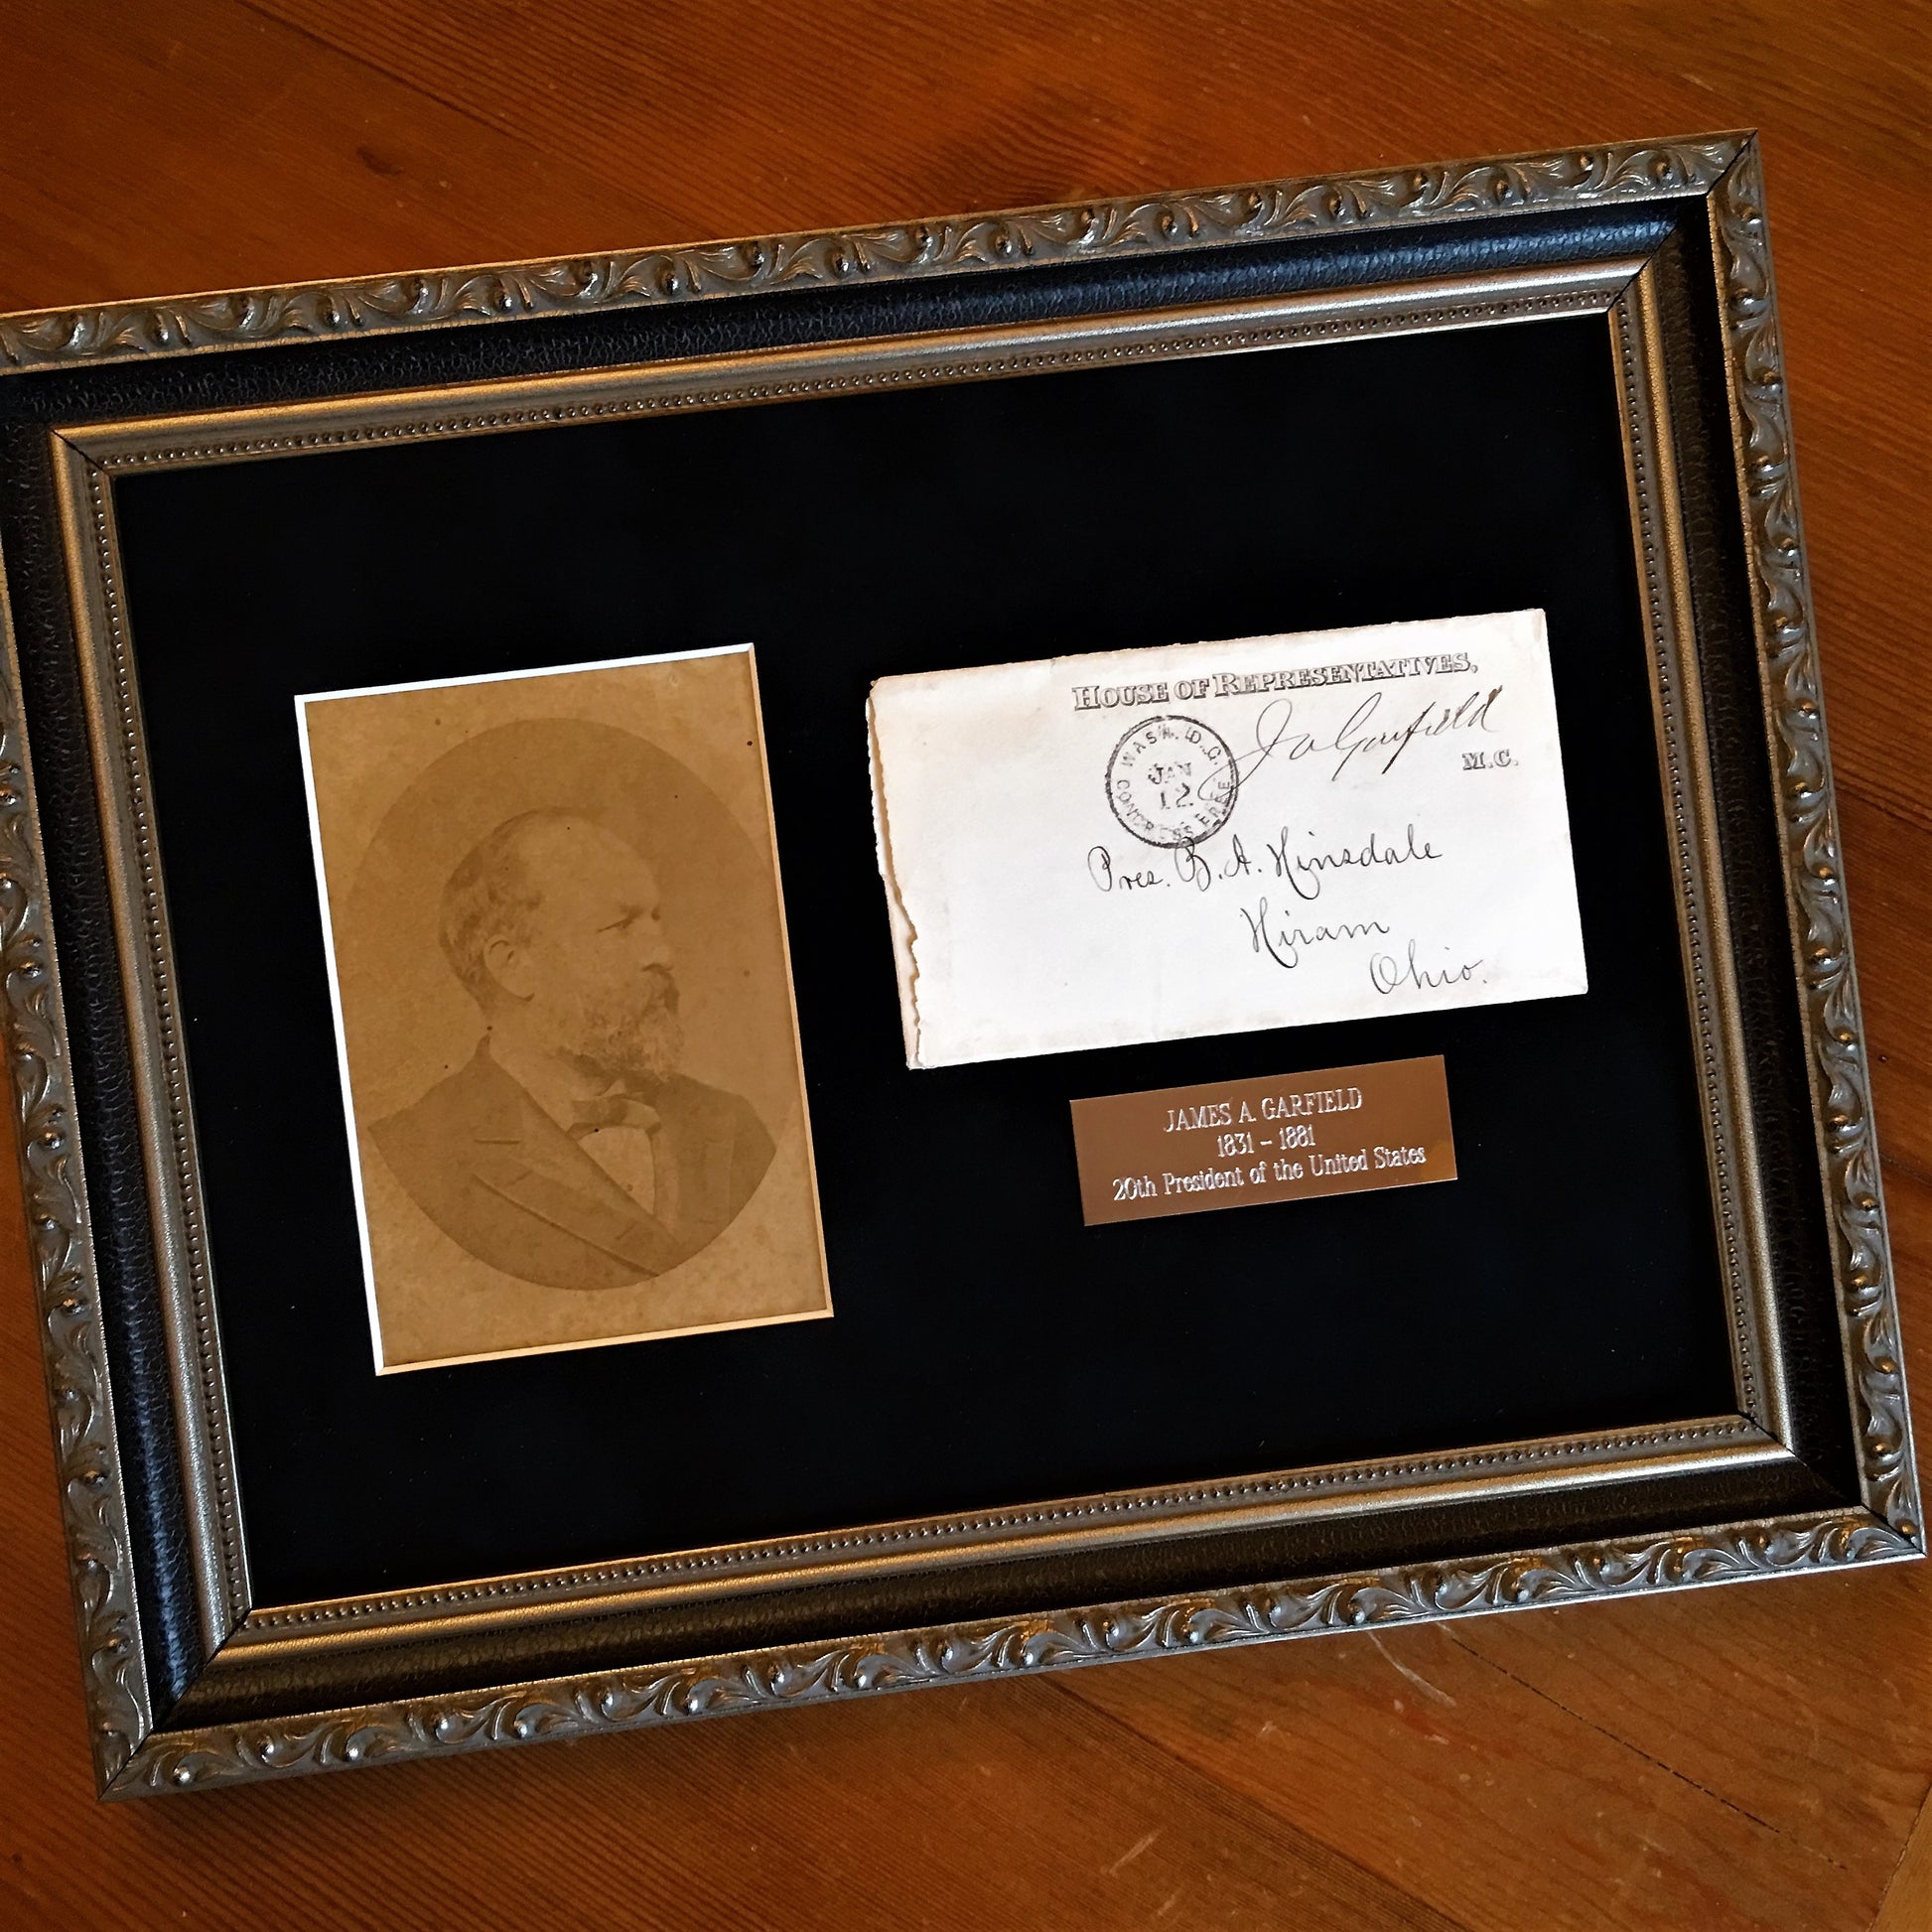 HOUSE OF REPRESENTATIVES,
WASH. D.C.
JAN
12
CONGRESS FREE
Ja Garfield
M.C.
Pres. B. A. Hinsdale
Hiram
Ohio.
JAMES A. GARFIELD
1831 – 1881
20th President of the United States